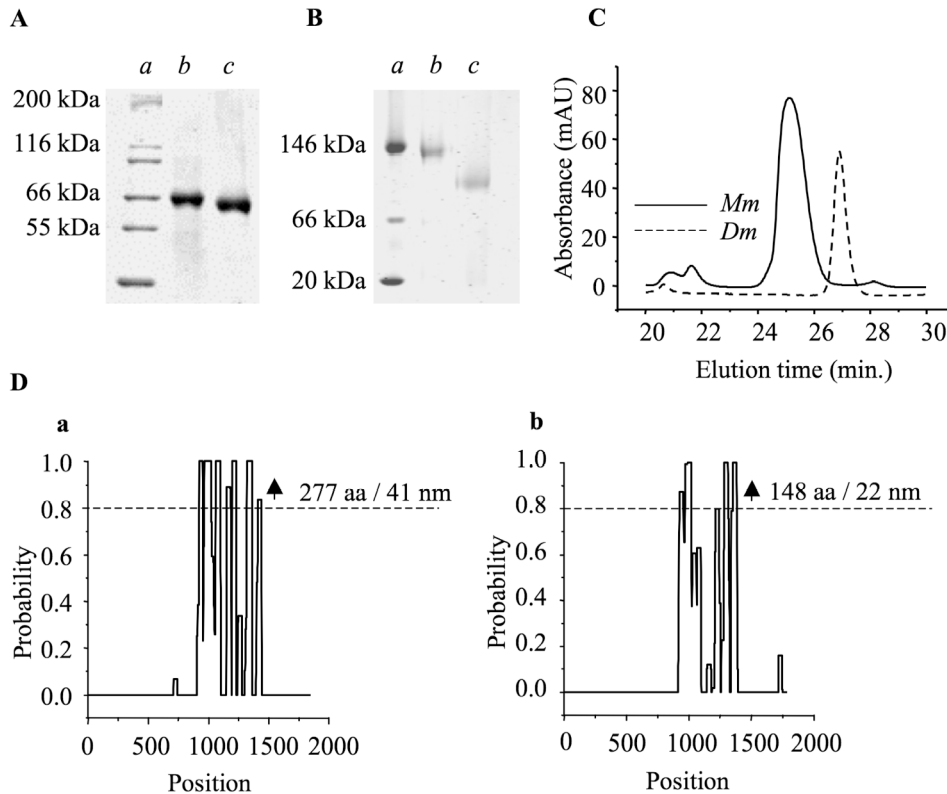 A
B
C
a b c
200 kDa
116 kDa
66 kDa
55 kDa
a b c
146 kDa
66 kDa
20 kDa
Absorbance (mAU)
80
60
40
20
0
Mm
Dm
20 22 24 26 28 30
Elution time (min.)
D
a
Probability
1.0
0.8
0.6
0.4
0.2
0.0
277 aa / 41 nm
0 500 1000 1500 2000
Position
b
Probability
1.0
0.8
0.6
0.4
0.2
0.0
148 aa / 22 nm
0 500 1000 1500 2000
Position